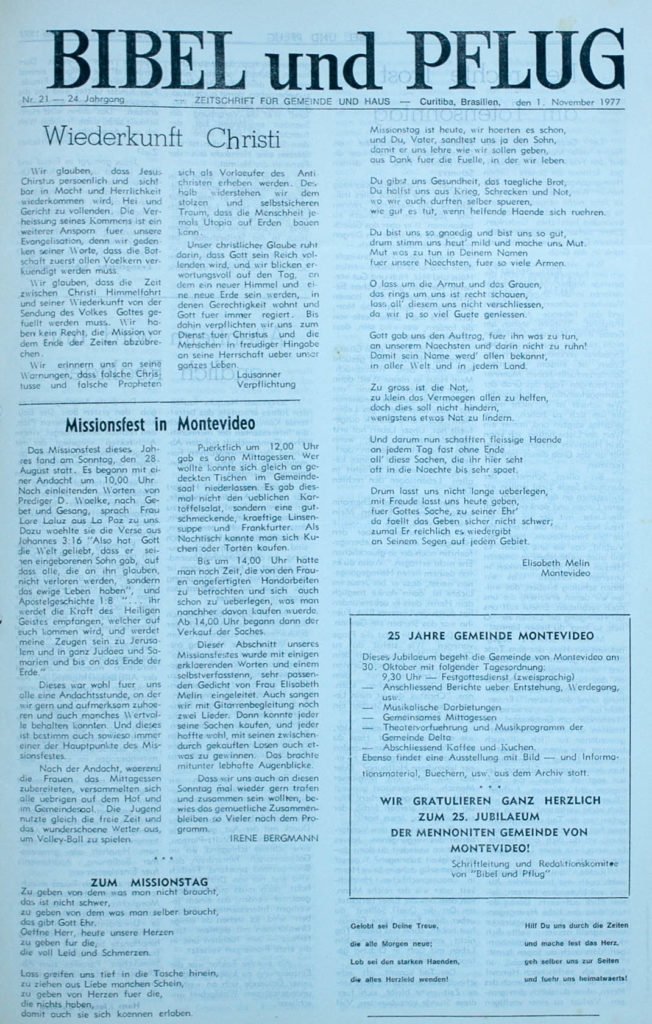 BIBEL und PFLUG
Nr. 21 — 24. Jahrgang — ZEITSCHRIFT FÜR GEMEINDE UND HAUS — Curitiba, Brasilien, den 1. November 1977
Wiederkunft Christi
Wir glauben, dass Jesus
Chirstus persoenlich und sicht-
bar in Macht und Herrlichkeit
wiederkommen wird, Hei und
Gericht zu vollenden. Die Ver-
heissung seines Kommens ist ein
weiterer Ansporn fuer unsere
Evangelisation, denn wir geden-
ken seiner Worte, dass die Bot-
schaft zuerst allen Voelkern ver-
kuendigt werden muss.
Wir glauben, dass die Zeit
zwischen Christi Himmelfahrt
und seiner Wiederkunft von der
Sendung des Volkes Gottes ge-
fuellt werden muss. Wir ha-
ben kein Recht, die Mission vor
dem Ende der Zeiten abzubre-
chen.
Wir erinnern uns an seine
Warnungen, dass falsche Chris-
tusse und falsche Propheten
sich als Vorlaeufer des Anti
christen erheben werden. Des-
halb widerstehen wir dem
stolzen und selbstsicheren
Traum, dass die Menschheit je-
mals Utopia auf Erden bauen
kann.
Unser christlicher Glaube ruht
darin, dass Gott sein Reich vol-
lenden wird, und wir blicken er-
wartungsvoll auf den Tag, an
dem ein neuer Himmel und ei-
ne neue Erde sein werden, in
denen Gerechtigkeit wohnt und
Gott fuer immer regiert. Bis
dahin verpflichten wir uns zum
Dienst fuer Christus und die
Menschen in freudiger Hingabe
an seine Herrschaft ueber unser
ganzes Leben.
Lausanner
Verpflichtung
Missionsfest in Montevideo
Das Missionsfest dieses Jah-
res fand am Sonntag, den 28.
August statt. Es begann mit ei-
ner Andacht um 10,00 Uhr.
Nach einleitenden Worten von
Prediger D. Woelke, nach Ge-
bet und Gesang, sprach Frau
Lore Laluz aus La Paz zu uns.
Dazu waehlte sie die Verse aus
Johannes 3:16 "Also hat Gott
die Welt geliebt, dass er sei-
nen eingeborenen Sohn gab, auf
dass alle, die an ihn glauben,
nicht verloren werden, sondern
das ewige Leben haben", und
Apostelgeschichte 1:8 "... ihr
werdet die Kraft des Heiligen
Geistes empfangen, welcher auf
euch kommen wird, und werdet
meine Zeugen sein zu Jerusa-
lem und in ganz Judaea und Sa-
marien und bis an das Ende der
Erde."
Dieses war wohl fuer uns
alle eine Andachtsstunde, an der
wir gern und aufmerksam zuhoe-
ren und auch manches Wertvol-
le behalten konnten. Und dieses
ist bestimm auch sowieso immer
einer der Hauptpunkte des Mis-
sionsfestes.
Nach der Andacht, waerend
die Frauen das Mittagessen
zubereiteten, versammelten sich
alle uebrigen auf dem Hof und
im Gemeindesaal. Die Jugend
nutzte gleich die freie Zeit und
das wunderschoene Wetter aus,
um Volley-Ball zu spielen.
Puerktlich um 12,00 Uhr
gab es dann Mittagessen. Wer
wollte konnte sich gleich an ge-
deckten Tischen im Gemeinde-
saal niederlassen. Es gab dies-
mal nicht den ueblichen Kar-
toffelsalat, sondern eine gut-
schmeckende, kraeftige Linsen-
suppe und Frankfurter. Als
Nachtisch konnte man sich Ku-
chen oder Torten kaufen.
Bis um 14,00 Uhr hatte
man noch Zeit, die von den Frau-
en angefertigten Handarbeiten
zu betrachten und sich auch
schon zu ueberlegen, was man
nanchher davon kaufen wuerde.
Ab 14,00 Uhr begann dann der
Verkauf der Saches.
Dieser Abschnitt unseres
Missionsfestes wurde mit einigen
erklaerenden Worten und einem
selbstverfasstem, sehr passen-
den Gedicht von Frau Elisabeth
Melin eingeleitet. Auch sangen
wir mit Gitarrenbegleitung noch
zwei Lieder. Dann konnte jeder
seine Sachen kaufen, und jeder
hoffte wohl, mit seinen zwischen-
durch gekauften Losen auch et-
was zu gewinnen. Das brachte
mitunter lebhafte Augenblicke.
Dass wir uns auch an diesen
Sonntag mal wieder gern trafen
und zusammen sein wollten, be-
wies das gemuetliche Zusammen-
bleiben so Vieler nach dem Pro-
gramm.
IRENE BERGMANN
* * *
ZUM MISSIONSTAG
Zu geben von dem was man nicht braucht,
das ist nicht schwer,
zu geben von dem was man selber braucht,
das gibt Gott Ehr.
Oeffne Herr, heute unsere Herzen
zu geben fur die,
die voll Leid und Schmerzen.
Lass greifen uns tief in die Tasche hinein,
zu ziehen aus Liebe manchen Schein,
zu geben von Herzen fuer die,
die nichts haben,
damit auch sie sich koennen erlaben.
Missionstag ist heute, wir hoerten es schon,
und Du, Vater, sandtest uns ja den Sohn,
damit er uns lehre wie wir sollen geben,
aus Dank fuer die Fuelle, in der wir leben.
Du gibst uns Gesundheit, das taegliche Brot,
Du halfst uns aus Krieg, Schrecken und Not,
wo wir auch durften selber spueren,
wie gut es tut, wenn helfende Haende sich ruehren.
Du bist uns so gnaedig und bist uns so gut,
drum stimm uns heut' mild und mache uns Mut.
Mut was zu tun in Deinem Namen
fuer unsere Naechsten, fuer so viele Armen.
O lass um die Armut und das Grauen,
das rings um uns ist recht schauen,
lass all' diesem uns nicht verschliessen,
da wir ja so viel Guete geniessen.
Gott gab uns den Auftrag, fuer ihn was zu tun,
an unserem Naechsten und darin nicht zu ruhn!
Damit sein Name werd' allen bekannt,
in aller Welt und in jedem Land.
Zu gross ist die Not,
zu klein das Vermoegen allen zu helfen,
doch dies soll nicht hindern,
wenigstens etwas Not zu lindern.
Und darum nun schafften fleissige Haende
an jedem Tag fast ohne Ende
all' diese Sachen, die ihr hier seht
oft in die Naechte bis sehr spaet.
Drum lasst uns nicht lange ueberlegen,
mit Freude lasst uns heute geben,
fuer Gottes Sache, zu seiner Ehr'
da faellt das Geben sicher nicht schwer;
zumal Er reichlich es wiedergibt
an Seinem Segen auf jedem Gebiet.
Elisabeth Melin
Montevideo
25 JAHRE GEMEINDE MONTEVIDEO
Dieses Jubilaeum begeht die Gemeinde von Montevideo am
30. Oktober mit folgender Tagesordnung:
9,30 Uhr — Festgottesdienst (zweisprachig)
— Anschliessend Berichte ueber Entstehung, Werdegang,
usw.
— Musikalische Darbietungen
— Gemeinsames Mittagessen
— Theatervorfuehrung und Musikprogramm der
Gemeinde Delta
— Abschliessend Kaffee und Kuchen.
Ebenso findet eine Ausstellung mit Bild — und Informa-
tionsmaterial, Buechern, usw. aus dem Archiv statt.
* * *
WIR GRATULIEREN GANZ HERZLICH
ZUM 25. JUBILAEUM
DER MENNONITEN GEMEINDE VON
MONTEVIDEO!
Schriftleitung und Redaktionskomitee
von "Bibel und Pflug"
Gelobt sei Deine Treue,
die alle Morgen neue;
Lob sei den starken Haenden,
die alles Herzleid wenden!
Hilf Du uns durch die Zeiten
und mache fest das Herz,
geh selber uns zur Seiten
und fuehr uns heimatwaerts!